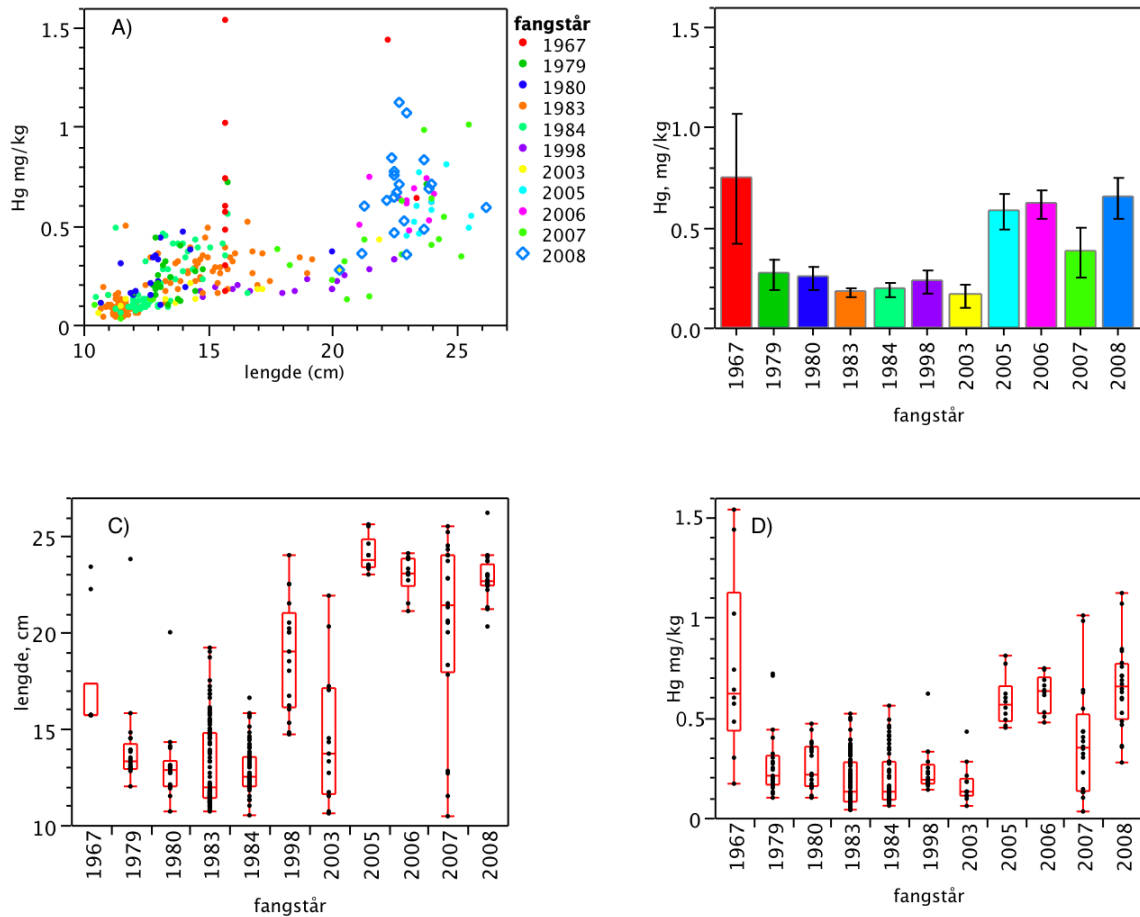 A)
fangstår
1967
1979
1980
1983
1984
1998
2003
2005
2006
2007
2008
Hg mg/kg
1.5
1
0.5
0
10 15 20 25
lengde (cm)
Hg, mg/kg
1.5
1.0
0.5
0.0
1967 1979 1980 1983 1984 1998 2003 2005 2006 2007 2008
fangstår
C)
lengde, cm
25
20
15
10
1967 1979 1980 1983 1984 1998 2003 2005 2006 2007 2008
fangstår
D)
Hg mg/kg
1.5
1
0.5
0
1967 1979 1980 1983 1984 1998 2003 2005 2006 2007 2008
fangstår